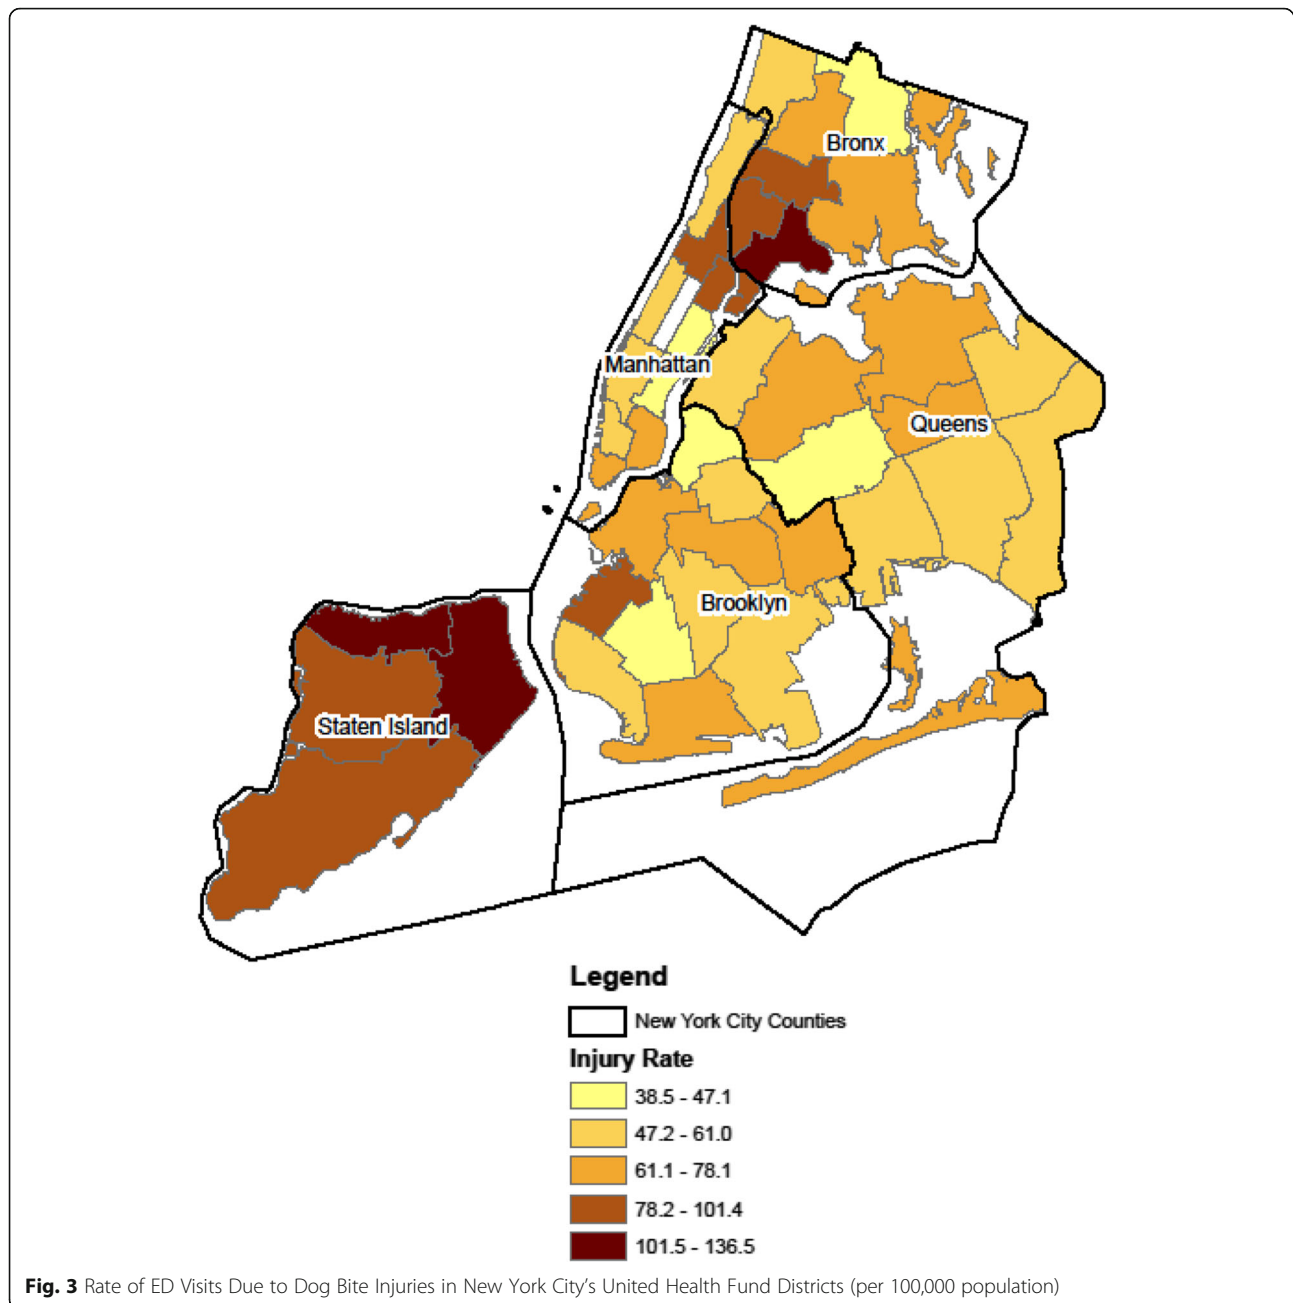 Bronx
Manhattan
Queens
Brooklyn
Staten Island
Legend
New York City Counties
Injury Rate
38.5 - 47.1
47.2 - 61.0
61.1 - 78.1
78.2 - 101.4
101.5 - 136.5
Fig. 3 Rate of ED Visits Due to Dog Bite Injuries in New York City's United Health Fund Districts (per 100,000 population)